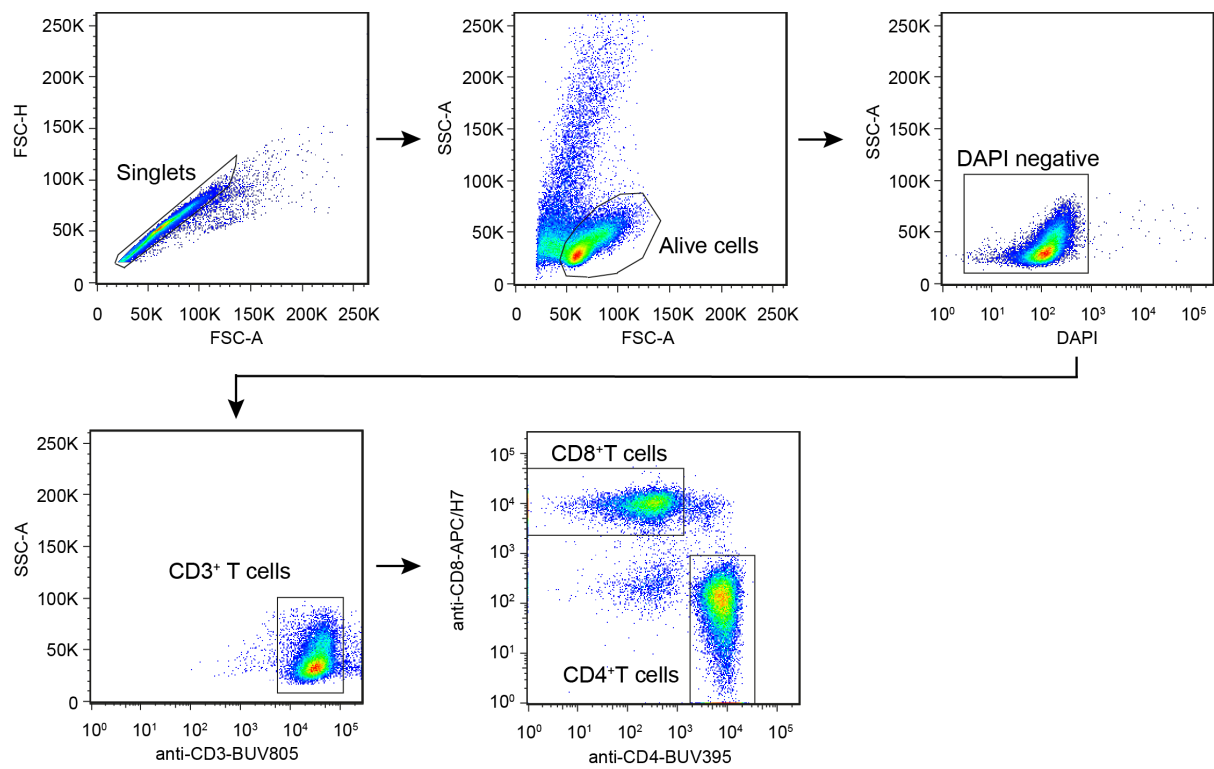 250K
200K
150K
100K
50K
0
FSC-H
Singlets
0 50K 100K 150K 200K 250K
FSC-A
250K
200K
150K
100K
50K
0
SSC-A
Alive cells
0 50K 100K 150K 200K 250K
FSC-A
250K
200K
150K
100K
50K
0
SSC-A
DAPI negative
10⁰ 10¹ 10² 10³ 10⁴ 10⁵
DAPI
250K
200K
150K
100K
50K
0
SSC-A
CD3⁺ T cells
10⁰ 10¹ 10² 10³ 10⁴ 10⁵
anti-CD3-BUV805
10⁵
10⁴
10³
10²
10¹
10⁰
anti-CD8-APC/H7
CD8⁺T cells
CD4⁺T cells
10⁰ 10¹ 10² 10³ 10⁴ 10⁵
anti-CD4-BUV395